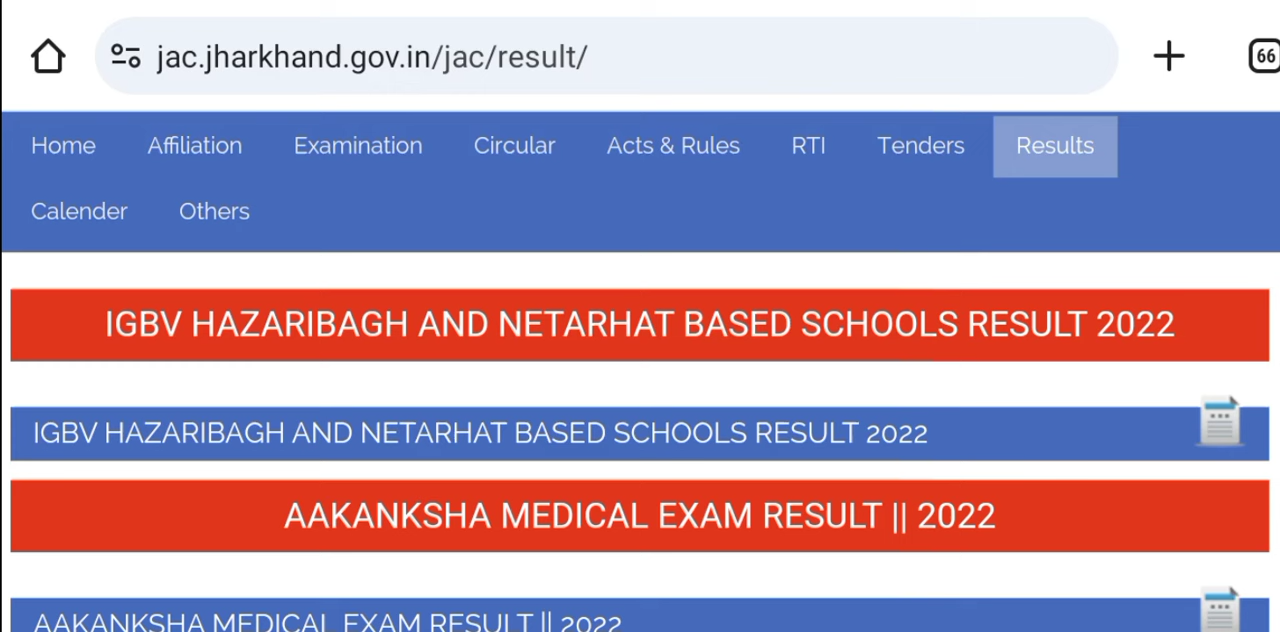 jac.jharkhand.gov.in/jac/result/
66
Home Affiliation Examination Circular Acts & Rules RTI Tenders Results
Calender Others
IGBV HAZARIBAGH AND NETARHAT BASED SCHOOLS RESULT 2022
IGBV HAZARIBAGH AND NETARHAT BASED SCHOOLS RESULT 2022
AAKANKSHA MEDICAL EXAM RESULT || 2022
AAKANKSHA MEDICAL EXAM RESULT || 2022